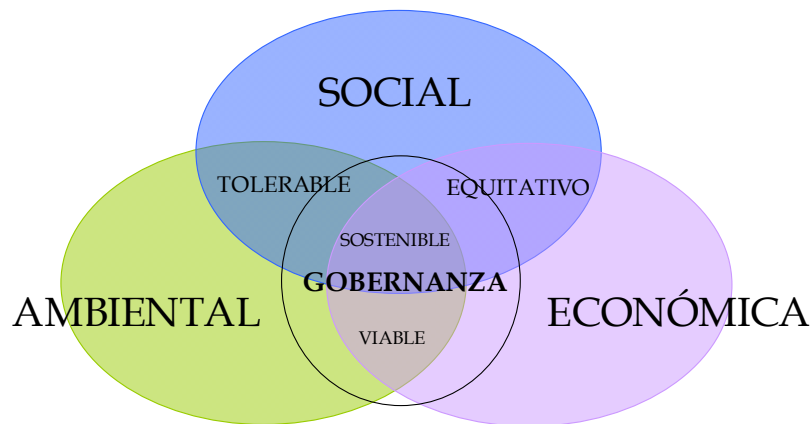 SOCIAL
TOLERABLE
EQUITATIVO
SOSTENIBLE
GOBERNANZA
AMBIENTAL
ECONÓMICA
VIABLE